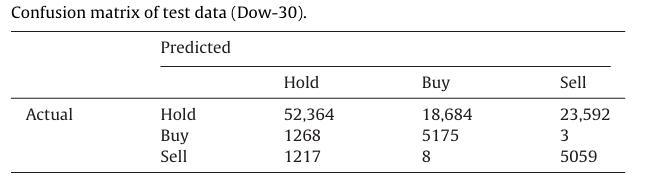 Confusion matrix of test data (Dow-30).
Predicted
Hold Buy Sell
Actual Hold 52,364 18,684 23,592
Buy 1268 5175 3
Sell 1217 8 5059